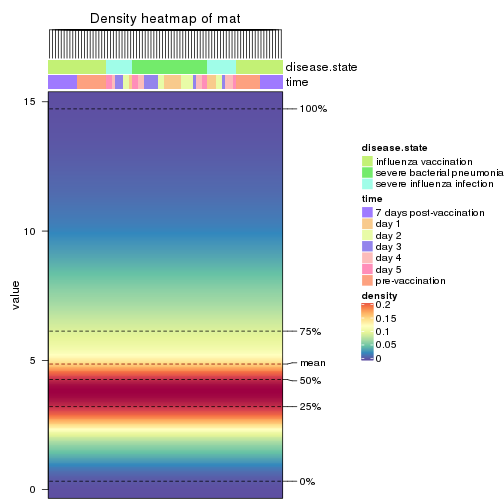 Density heatmap of mat
disease.state
time
15
10
5
0
value
100%
75%
mean
50%
25%
0%
disease.state
influenza vaccination
severe bacterial pneumonia
severe influenza infection
time
7 days post-vaccination
day 1
day 2
day 3
day 4
day 5
pre-vaccination
density
0.2
0.15
0.1
0.05
0